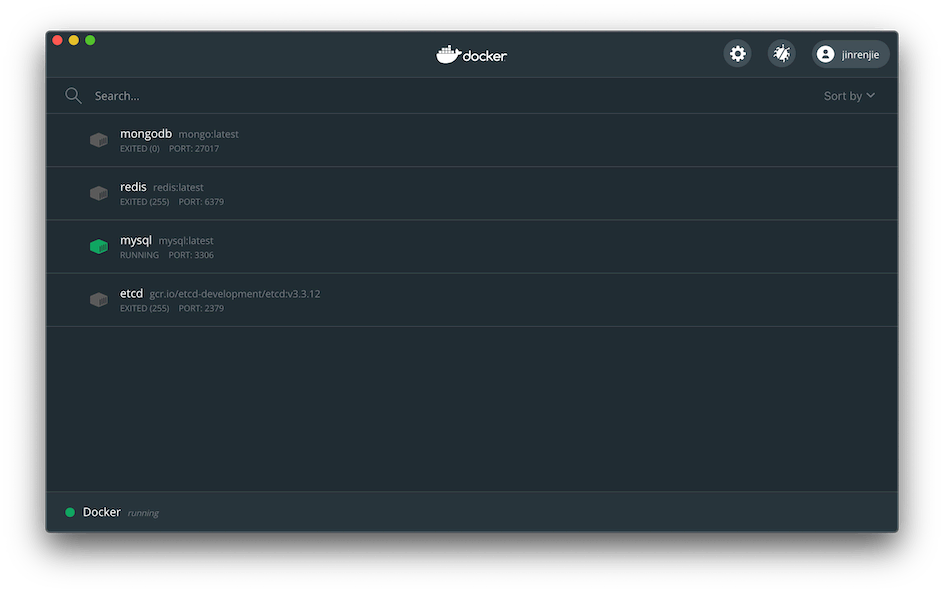 docker
jinrenjie
Search...
Sort by
mongodb mongo:latest
EXITED (0) PORT: 27017
redis redis:latest
EXITED (255) PORT: 6379
mysql mysql:latest
RUNNING PORT: 3306
etcd gcr.io/etcd-development/etcd:v3.3.12
EXITED (255) PORT: 2379
Docker running